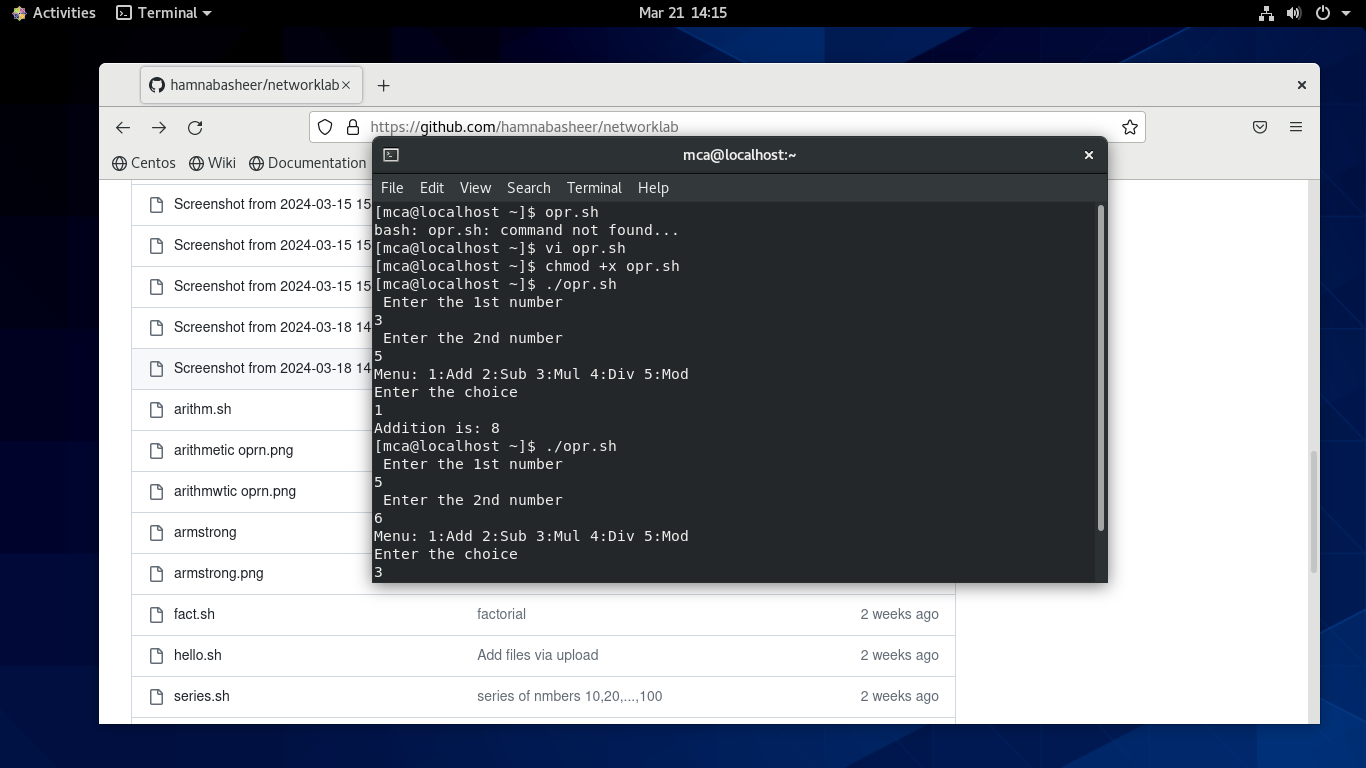 Activities
Terminal
Mar 21 14:15
hamnabasheer/networklab
https://github.com/hamnabasheer/networklab
Centos
Wiki
Documentation
mca@localhost:~
File Edit View Search Terminal Help
[mca@localhost ~]$ opr.sh
bash: opr.sh: command not found...
[mca@localhost ~]$ vi opr.sh
[mca@localhost ~]$ chmod +x opr.sh
[mca@localhost ~]$ ./opr.sh
Enter the 1st number
3
Enter the 2nd number
5
Menu: 1:Add 2:Sub 3:Mul 4:Div 5:Mod
Enter the choice
1
Addition is: 8
[mca@localhost ~]$ ./opr.sh
Enter the 1st number
5
Enter the 2nd number
6
Menu: 1:Add 2:Sub 3:Mul 4:Div 5:Mod
Enter the choice
3
Screenshot from 2024-03-15 15
Screenshot from 2024-03-15 15
Screenshot from 2024-03-15 15
Screenshot from 2024-03-18 14
Screenshot from 2024-03-18 14
arithm.sh
arithmetic oprn.png
arithmwtic oprn.png
armstrong
armstrong.png
fact.sh factorial 2 weeks ago
hello.sh Add files via upload 2 weeks ago
series.sh series of nmbers 10,20,...,100 2 weeks ago